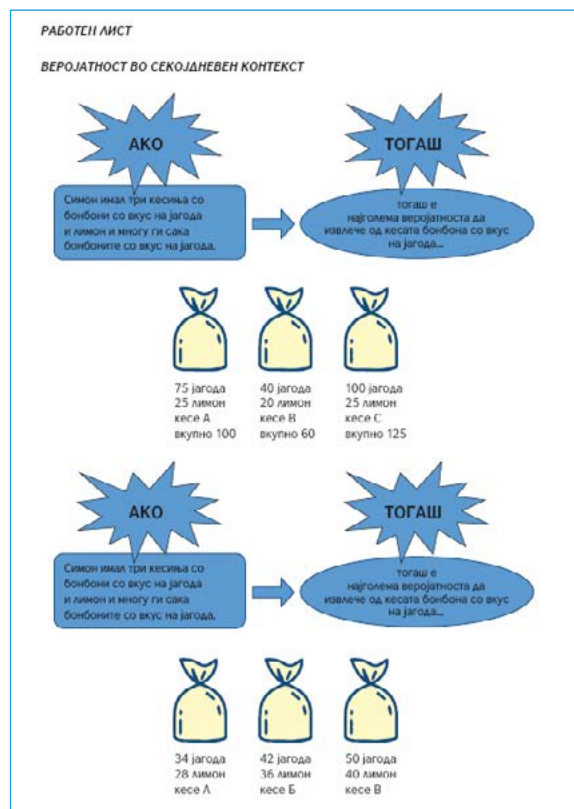 РАБОТЕН ЛИСТ
ВЕРОЈАТНОСТ ВО СЕКОЈДНЕВЕН КОНТЕКСТ
АКО
ТОГАШ
Симон имал три кесиња со
бонбони со вкус на јагода
и лимон и многу ги сака
бонбоните со вкус на јагода,
тогаш е
најголема веројатноста да
извлече од кесата бонбона со вкус
на јагода...
75 јагода
25 лимон
кесе А
вкупно 100
40 јагода
20 лимон
кесе В
вкупно 60
100 јагода
25 лимон
кесе С
вкупно 125
АКО
ТОГАШ
Симон имал три кесиња со
бонбони со вкус на јагода
и лимон и многу ги сака
бонбоните со вкус на јагода,
тогаш е
најголема веројатноста да
извлече од кесата бонбона со вкус
на јагода...
34 јагода
28 лимон
кесе А
42 јагода
36 лимон
кесе Б
50 јагода
40 лимон
кесе В